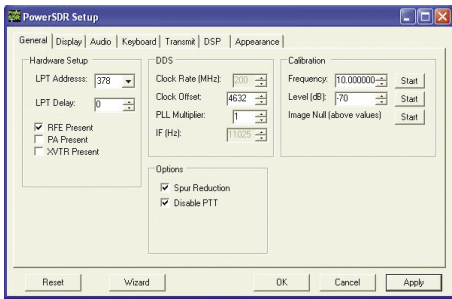 PowerSDR Setup
General Display Audio Keyboard Transmit DSP Appearance
Hardware Setup
LPT Addresss: 378
LPT Delay: 0
RFE Present
PA Present
XVTR Present
DDS
Clock Rate (MHz): 200
Clock Offset: 4632
PLL Multiplier: 1
IF (Hz): 11025
Options
Spur Reduction
Disable PTT
Calibration
Frequency: 10.000000 Start
Level (dB): -70 Start
Image Null (above values) Start
Reset Wizard OK Cancel Apply